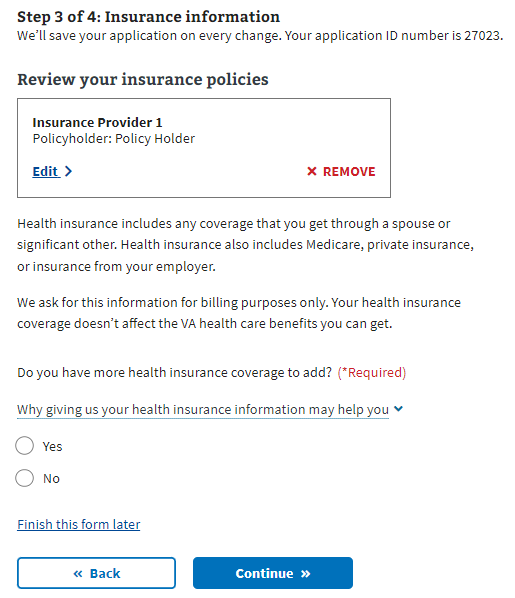 Step 3 of 4: Insurance information
We'll save your application on every change. Your application ID number is 27023.
Review your insurance policies
Insurance Provider 1
Policyholder: Policy Holder
Edit
REMOVE
Health insurance includes any coverage that you get through a spouse or
significant other. Health insurance also includes Medicare, private insurance,
or insurance from your employer.
We ask for this information for billing purposes only. Your health insurance
coverage doesn't affect the VA health care benefits you can get.
Do you have more health insurance coverage to add? (*Required)
Why giving us your health insurance information may help you
Yes
No
Finish this form later
« Back
Continue »